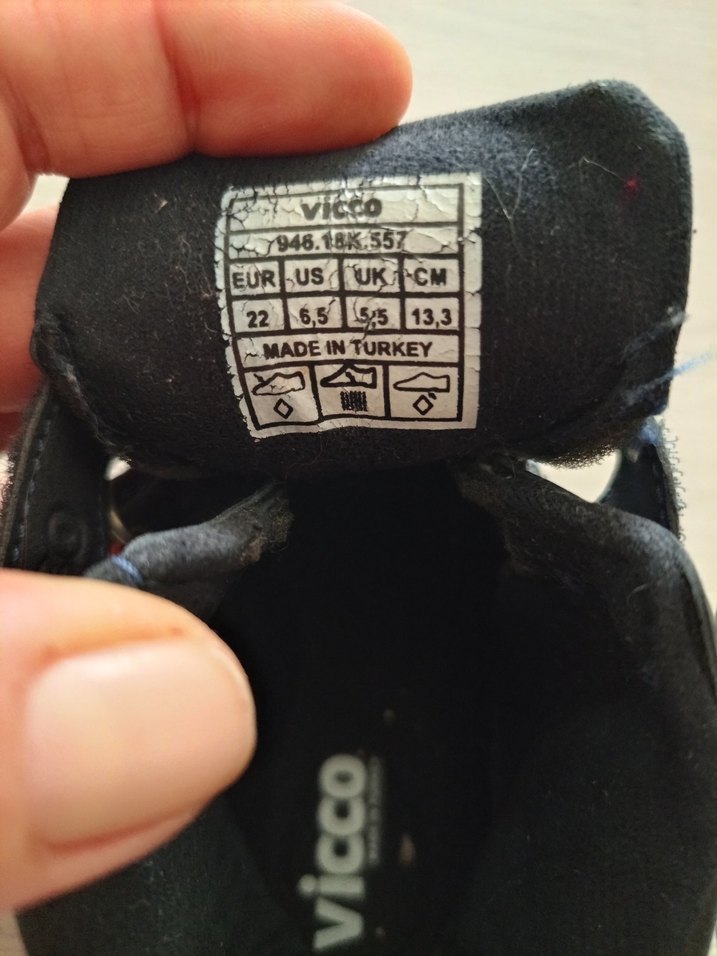 vicco
946.18K.557
EUR US UK CM
22 6,5 5,5 13,3
MADE IN TURKEY
vicco